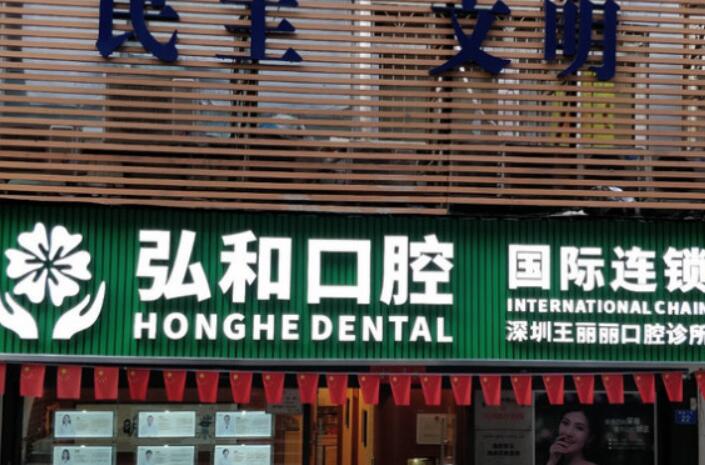 民主 文明
弘和口腔
HONGHE DENTAL
国际连锁
INTERNATIONAL CHAIN
深圳王丽丽口腔诊所
22